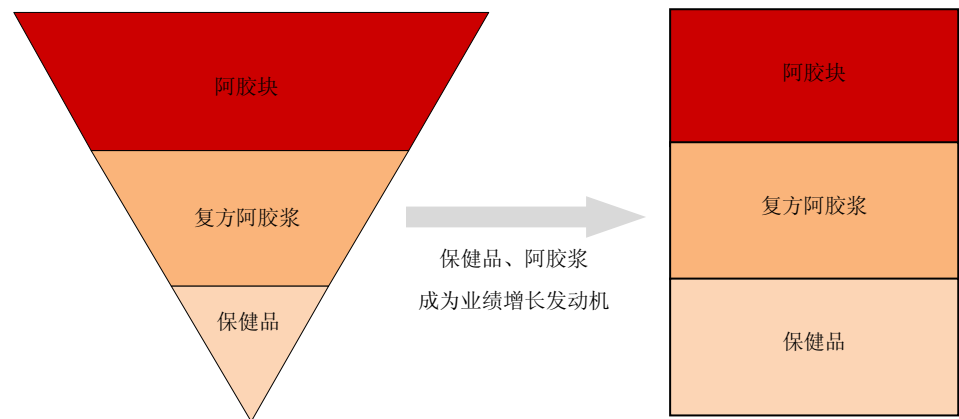 阿胶块
复方阿胶浆
保健品
保健品、阿胶浆
成为业绩增长发动机
阿胶块
复方阿胶浆
保健品